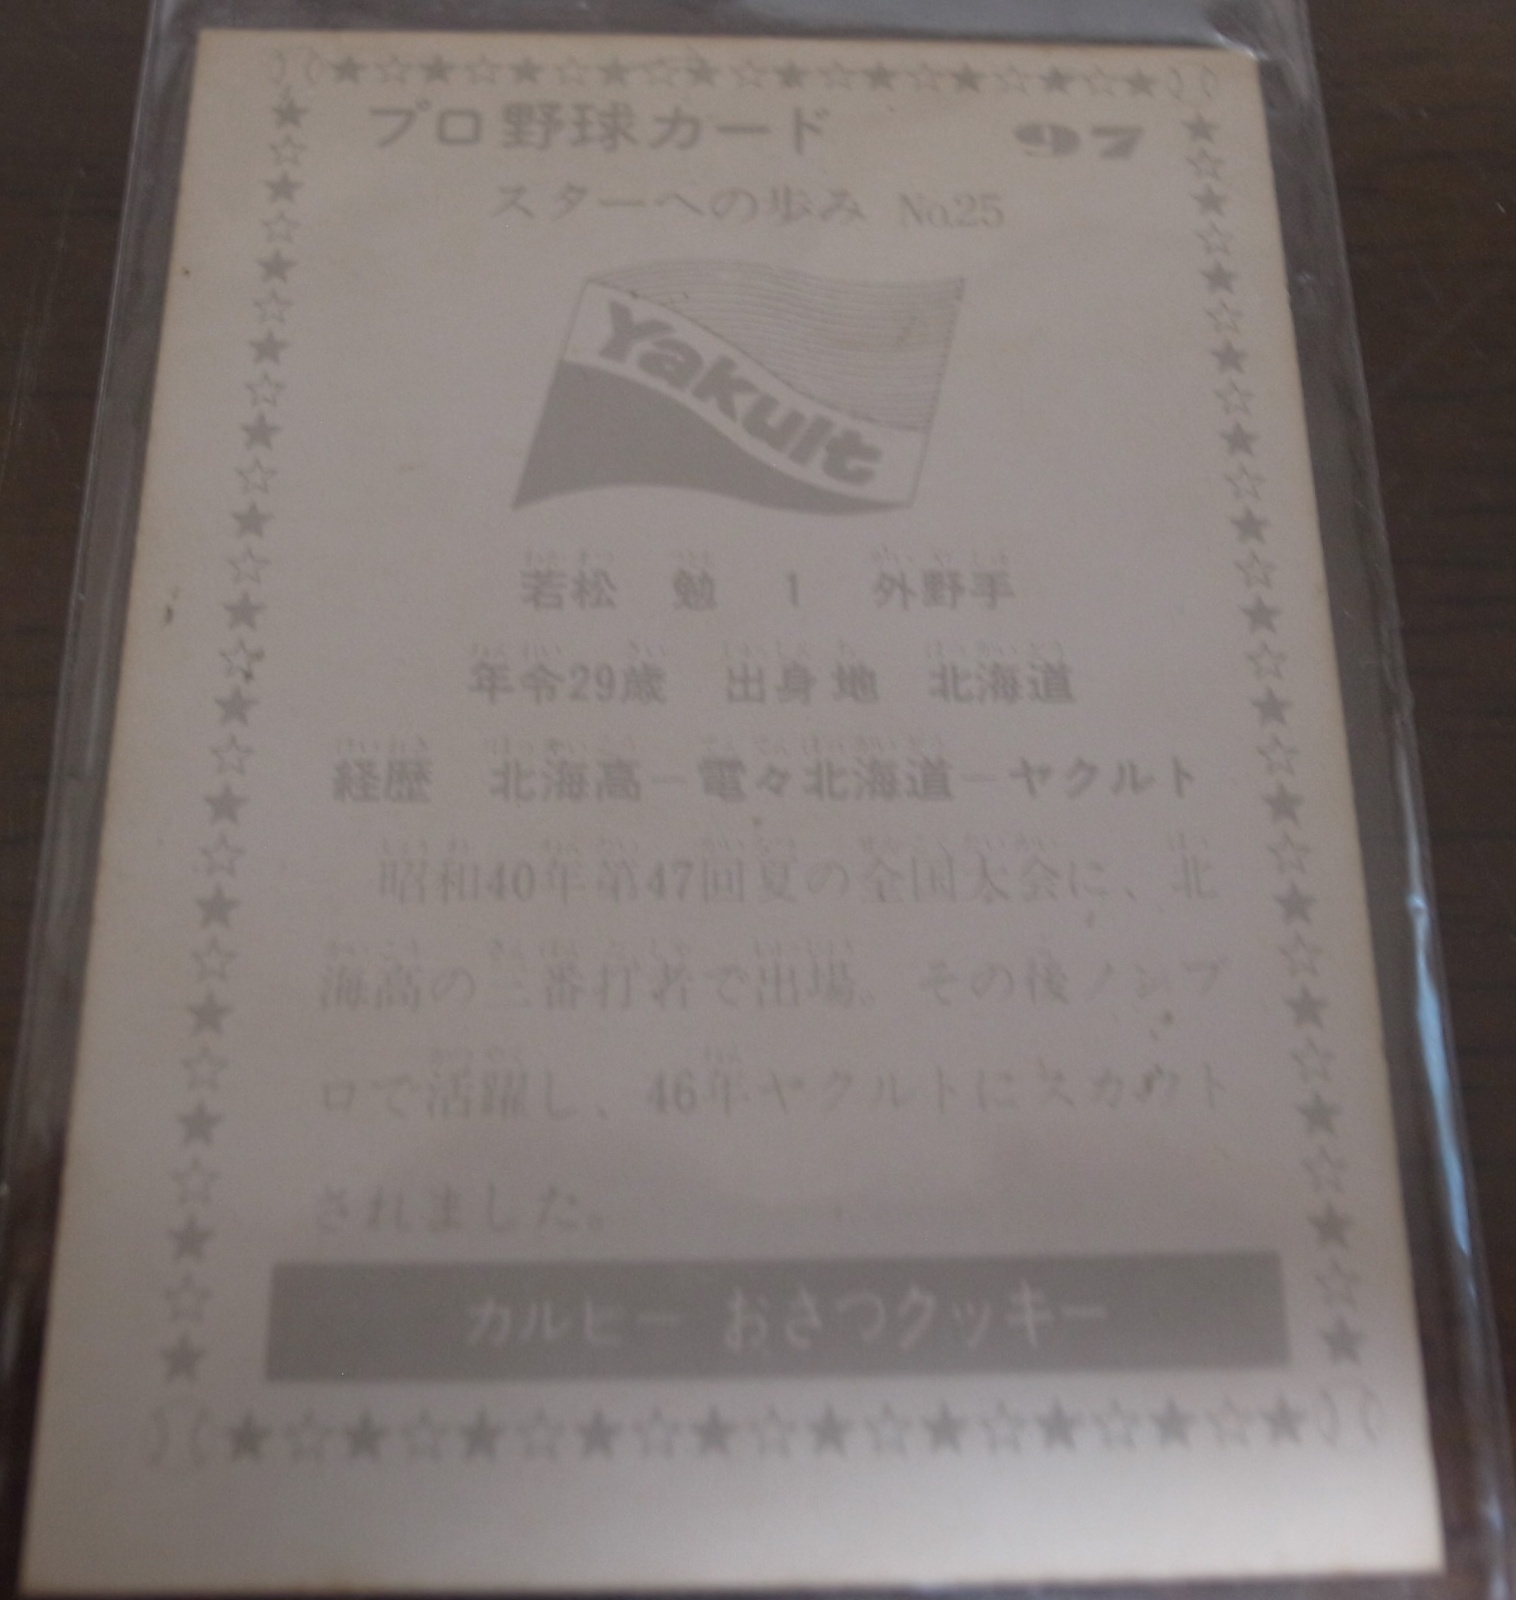 プロ野球カード 97
スターへの歩み No.25
Yakult
若松 勉 1 外野手
年令29歳 出身地 北海道
経歴 北海高－電々北海道－ヤクルト
昭和40年第47回夏の全国大会に、北
海高の三番打者で出場。その後ノンプ
ロで活躍し、46年ヤクルトにスカウト
されました。
カルビー おさつクッキー